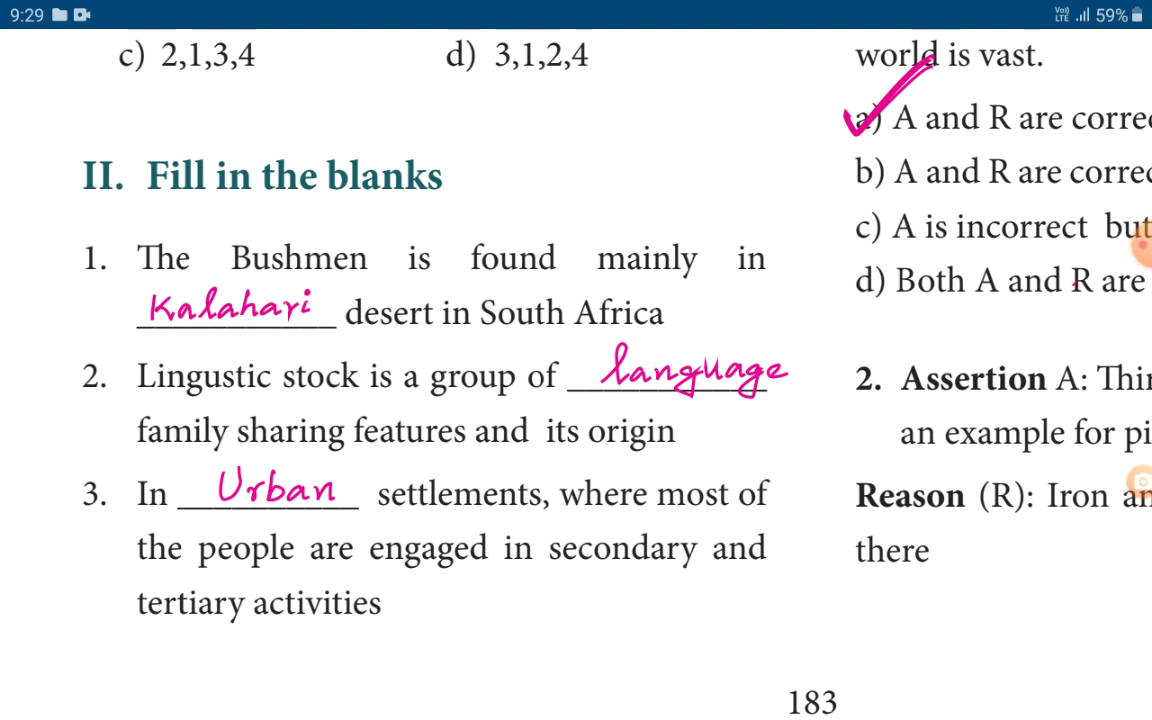 9:29
Vo)) LTE 59%
c) 2,1,3,4 d) 3,1,2,4
II. Fill in the blanks
1. The Bushmen is found mainly in
Kalahari desert in South Africa
2. Lingustic stock is a group of language
family sharing features and its origin
3. In Urban settlements, where most of
the people are engaged in secondary and
tertiary activities
world is vast.
a) A and R are corre
b) A and R are corre
c) A is incorrect but
d) Both A and R are
2. Assertion A: Thir
an example for pi
Reason (R): Iron an
there
183